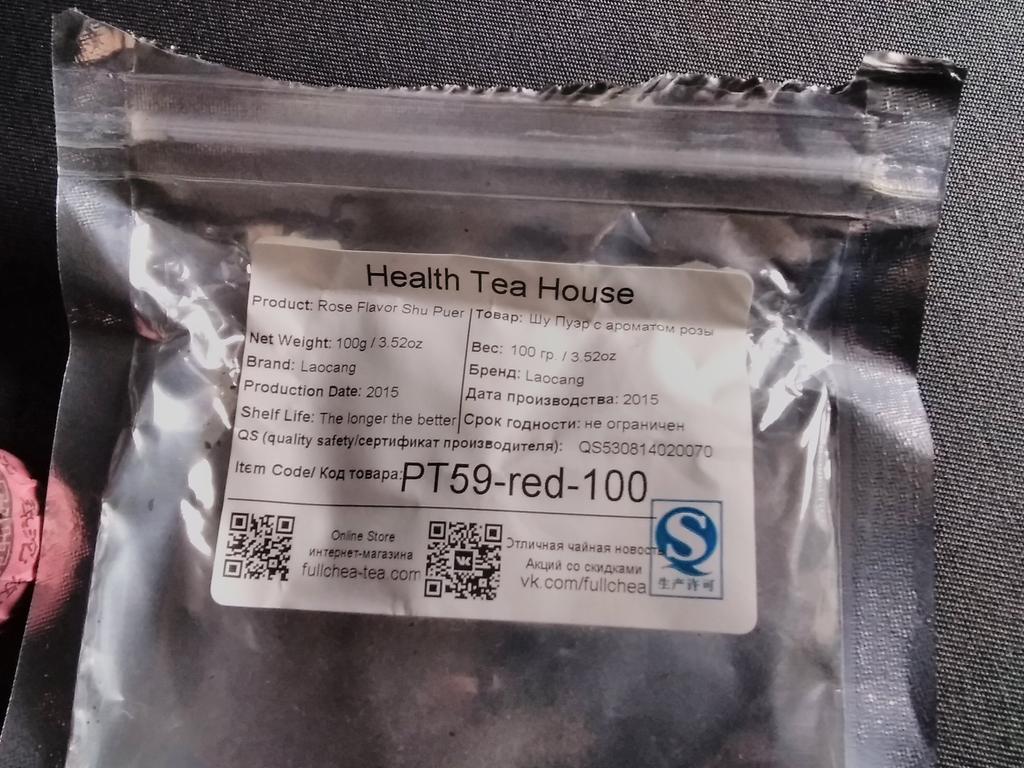 Health Tea House
Product: Rose Flavor Shu Puer
Net Weight: 100g / 3.52oz
Brand: Laocang
Production Date: 2015
Shelf Life: The longer the better
Товар: Шу Пуэр с ароматом розы
Вес: 100 гр. / 3.52oz
Бренд: Laocang
Дата производства: 2015
Срок годности: не ограничен
QS (quality safety/сертификат производителя): QS530814020070
Item Code/ Код товара: PT59-red-100
Online Store
интернет-магазина
fullchea-tea.com
VK
Отличная чайная новость
Акций со скидками
vk.com/fullchea
S
生产许可